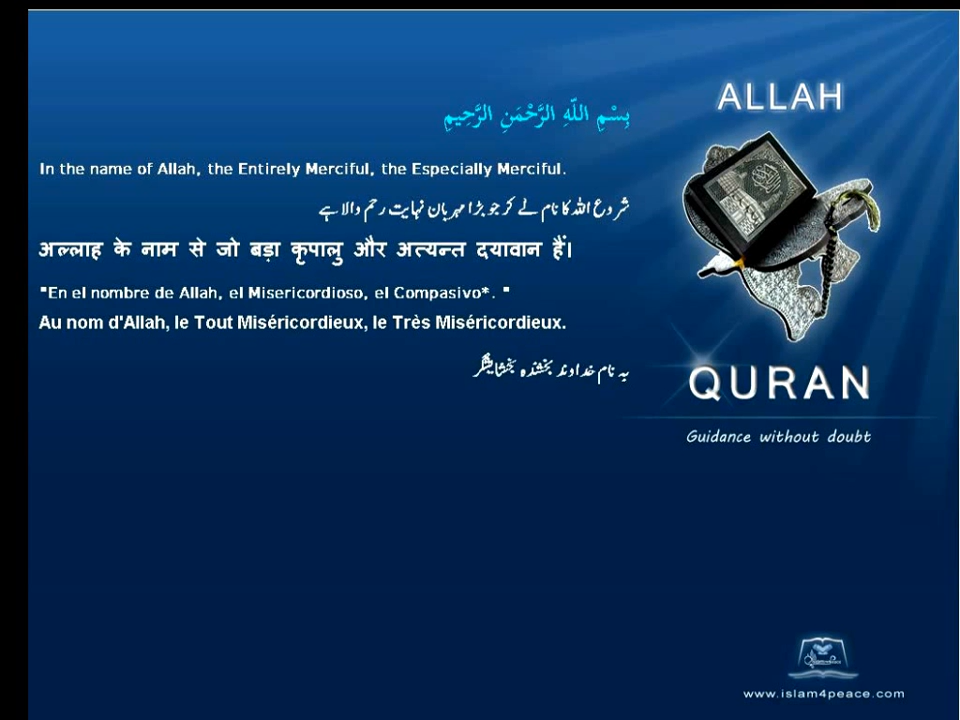 بِسْمِ اللّهِ الرَّحْمَنِ الرَّحِيمِ
In the name of Allah, the Entirely Merciful, the Especially Merciful.
شروع اللہ کا نام لے کر جو بڑا مہربان نہایت رحم والا ہے
अल्लाह के नाम से जो बड़ा कृपालु और अत्यन्त दयावान हैं।
"En el nombre de Allah, el Misericordioso, el Compasivo*. "
Au nom d'Allah, le Tout Miséricordieux, le Très Miséricordieux.
به نام خداوند بخشنده بخشایشگر
ALLAH
QURAN
Guidance without doubt
www.islam4peace.com